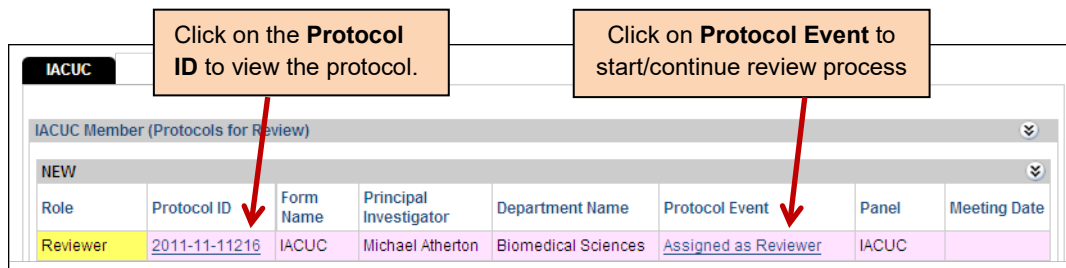 Click on the Protocol
ID to view the protocol.
Click on Protocol Event to
start/continue review process
IACUC
IACUC Member (Protocols for Review)
NEW
Role Protocol ID Form Name Principal Investigator Department Name Protocol Event Panel Meeting Date
Reviewer 2011-11-11216 IACUC Michael Atherton Biomedical Sciences Assigned as Reviewer IACUC